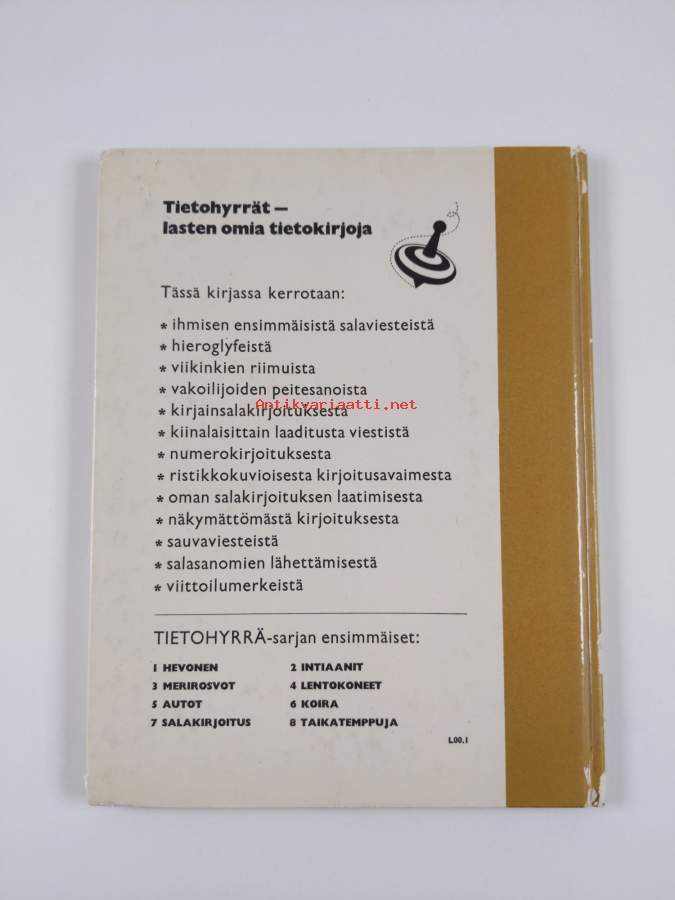 Tietohyrrät —
lasten omia tietokirjoja
Tässä kirjassa kerrotaan:
* ihmisen ensimmäisistä salaviesteistä
* hieroglyfeistä
* viikinkien riimuista
* vakoilijoiden peitesanoista
Antikvariaatti.net
* kirjainsalakirjoituksesta
* kiinalaisittain laaditusta viestistä
* numerokirjoituksesta
* ristikkokuvioisesta kirjoitusavaimesta
* oman salakirjoituksen laatimisesta
* näkymättömästä kirjoituksesta
* sauvaviesteistä
* salasanomien lähettämisestä
* viittoilumerkeistä
TIETOHYRRÄ-sarjan ensimmäiset:
1 HEVONEN 2 INTIAANIT
3 MERIROSVOT 4 LENTOKONEET
5 AUTOT 6 KOIRA
7 SALAKIRJOITUS 8 TAIKATEMPPUJA
L00.1